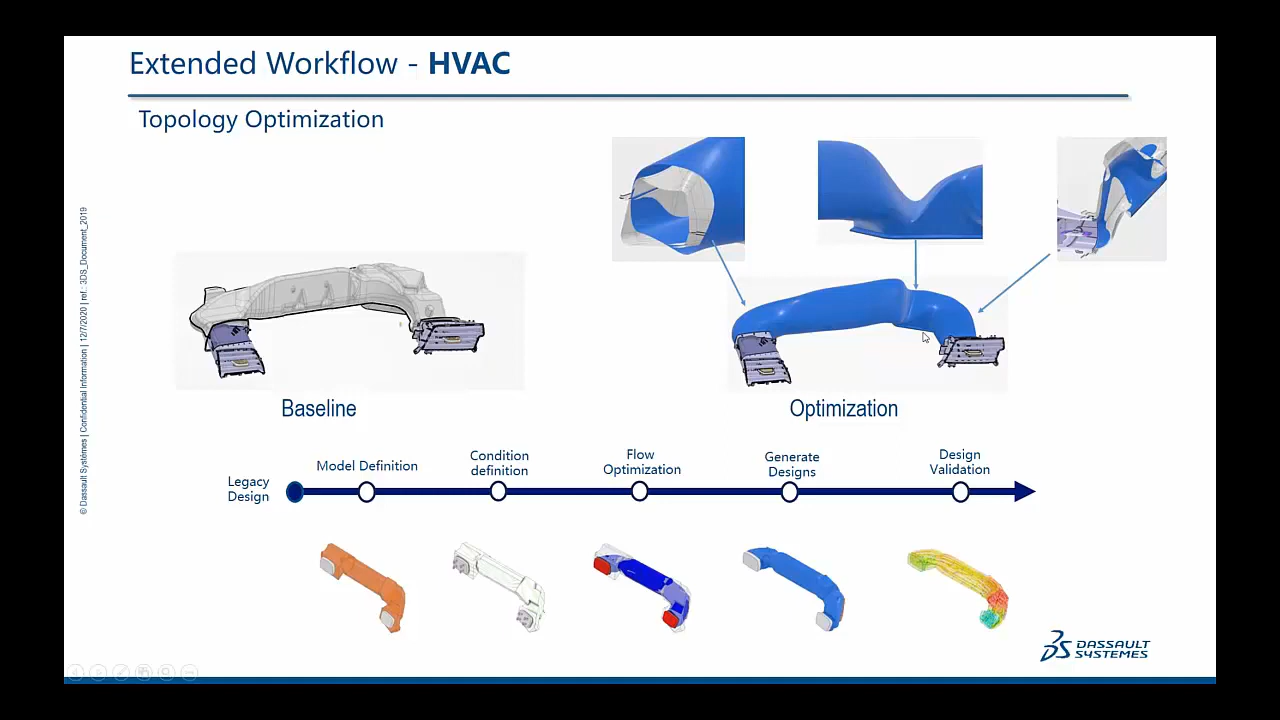 Extended Workflow - HVAC
Topology Optimization
© Dassault Systèmes | Confidential Information | 12/7/2020 | ref.: 3DS_Document_2019
Baseline
Optimization
Legacy
Design
Model Definition
Condition
definition
Flow
Optimization
Generate
Designs
Design
Validation
DASSAULT
SYSTEMES